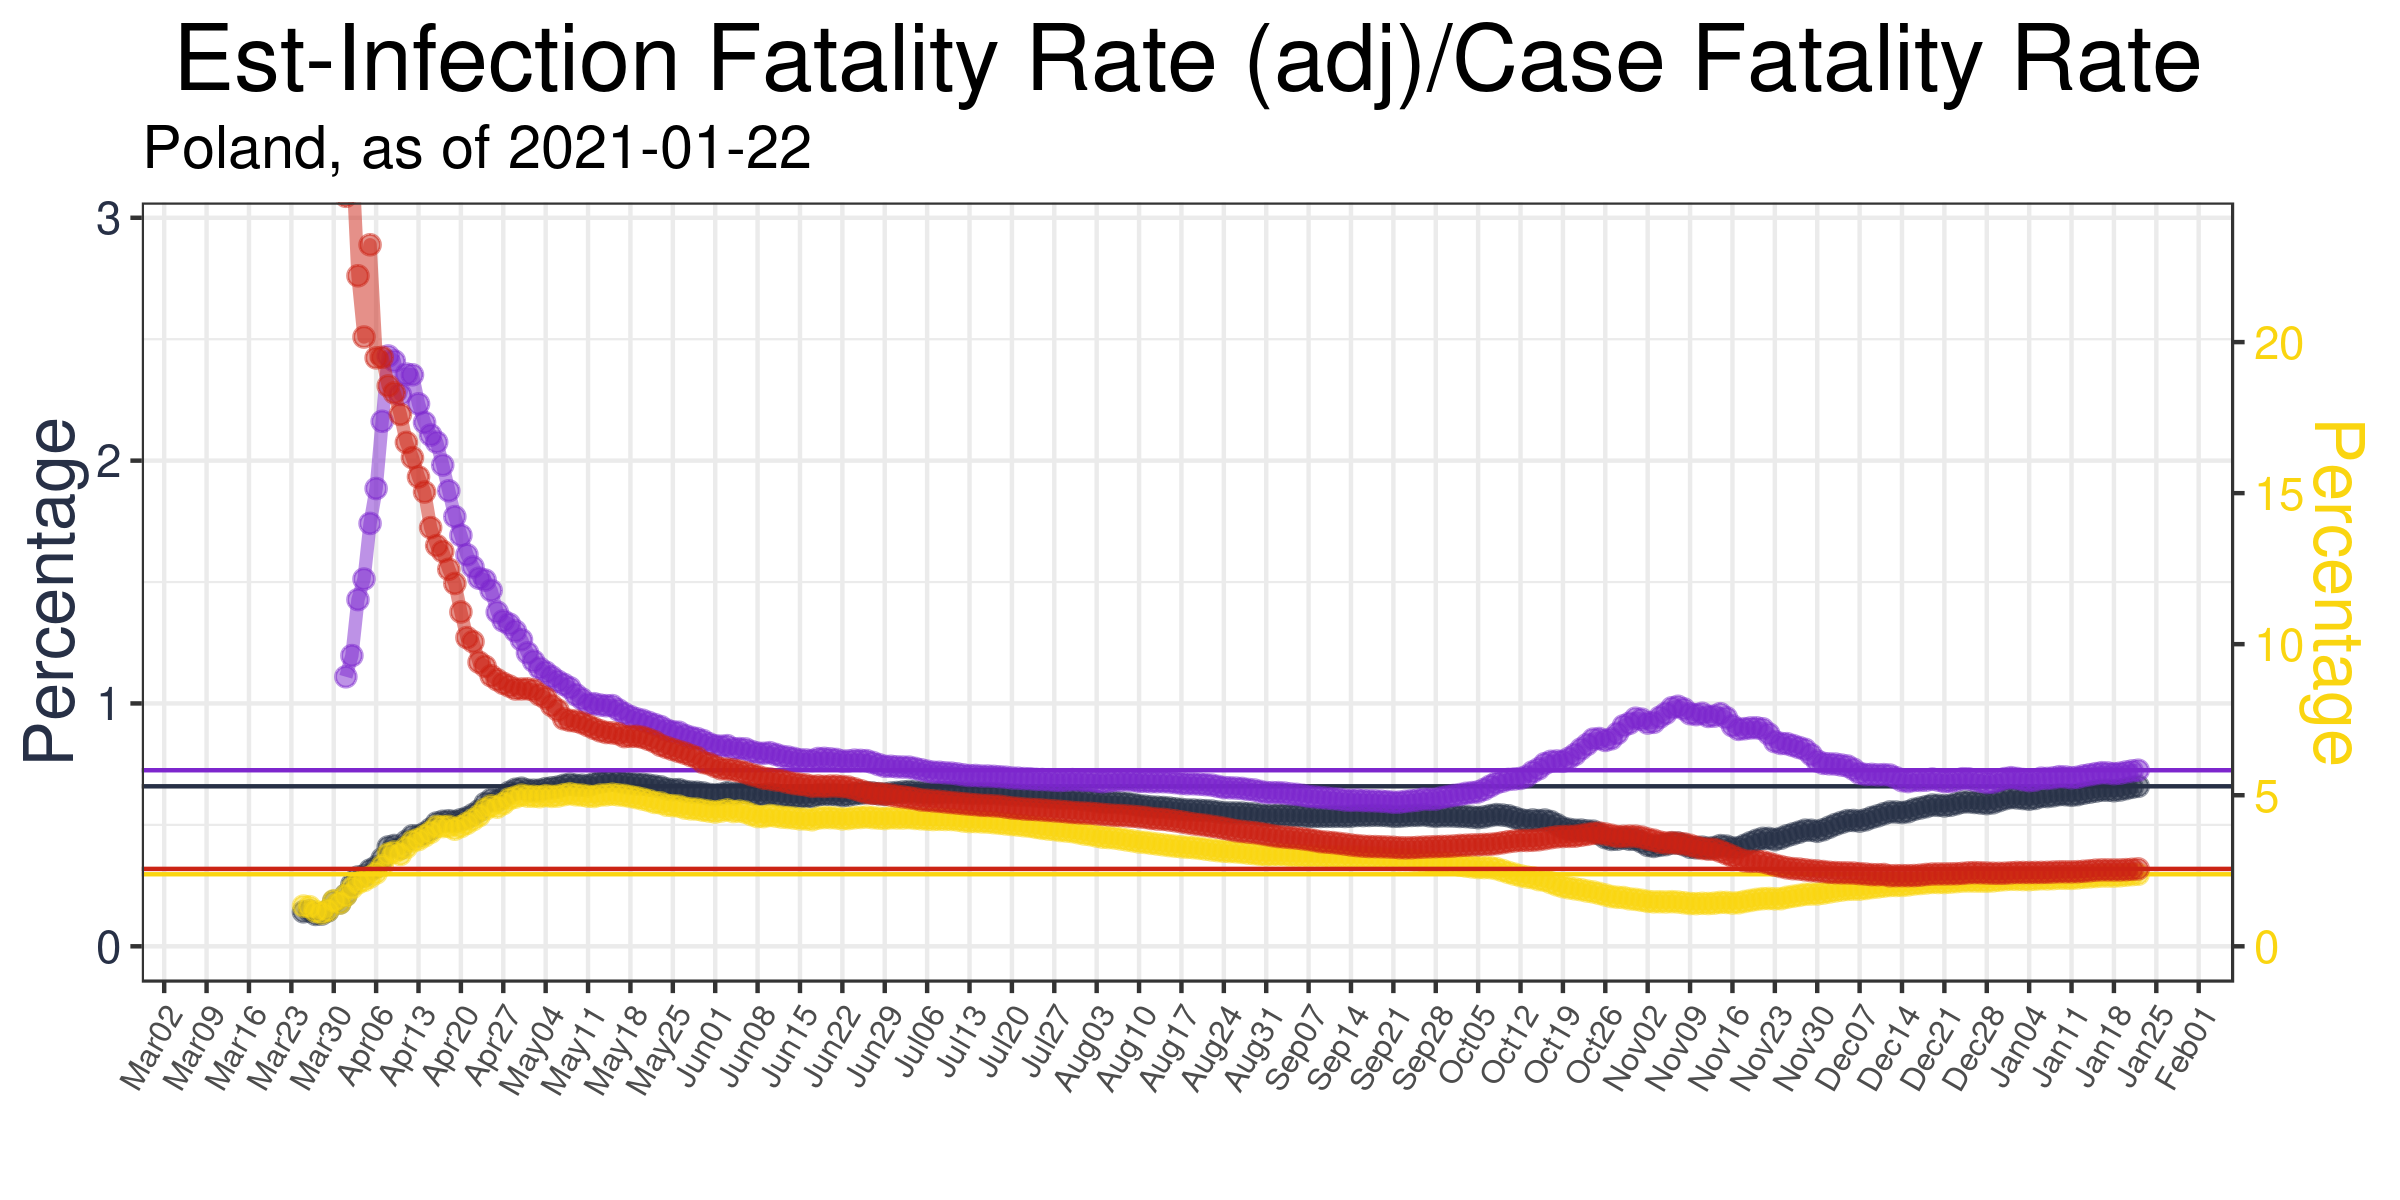 Est-Infection Fatality Rate (adj)/Case Fatality Rate
Poland, as of 2021-01-22
Percentage
3
2
1
0
20
15
10
5
0
Percentage
Mar02
Mar09
Mar16
Mar23
Mar30
Apr06
Apr13
Apr20
Apr27
May04
May11
May18
May25
Jun01
Jun08
Jun15
Jun22
Jun29
Jul06
Jul13
Jul20
Jul27
Aug03
Aug10
Aug17
Aug24
Aug31
Sep07
Sep14
Sep21
Sep28
Oct05
Oct12
Oct19
Oct26
Nov02
Nov09
Nov16
Nov23
Nov30
Dec07
Dec14
Dec21
Dec28
Jan04
Jan11
Jan18
Jan25
Feb01